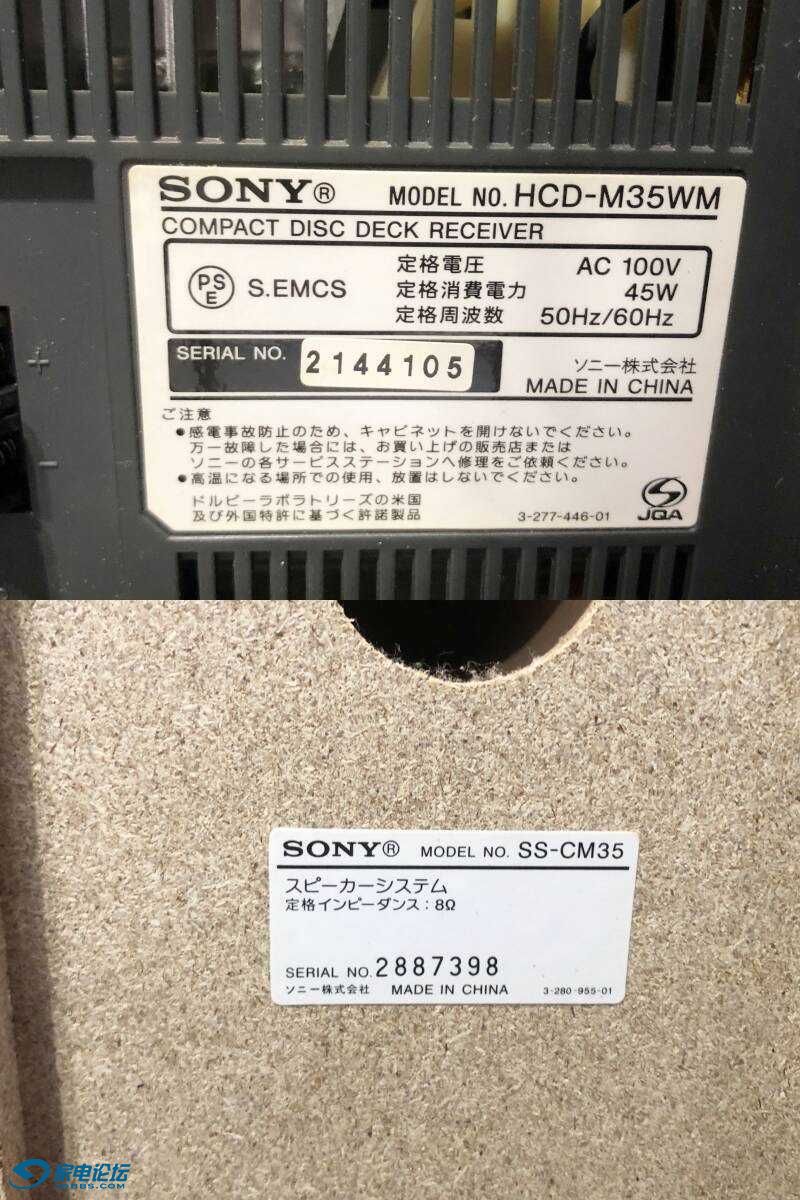 SONY® MODEL NO. HCD-M35WM
COMPACT DISC DECK RECEIVER
PSE S.EMCS
定格電圧 AC 100V
定格消費電力 45W
定格周波数 50Hz/60Hz
SERIAL NO. 2144105
ソニー株式会社
MADE IN CHINA
ご注意
●感電事故防止のため、キャビネットを開けないでください。
万一故障した場合には、お買い上げの販売店または
ソニーの各サービスステーションへ修理をご依頼ください。
●高温になる場所での使用、放置はしないでください。
ドルビーラボラトリーズの米国
及び外国特許に基づく許諾製品
3-277-446-01
JQA
+
-
SONY® MODEL NO. SS-CM35
スピーカーシステム
定格インピーダンス：8Ω
SERIAL NO. 2887398
ソニー株式会社 MADE IN CHINA 3-280-955-01
家电论坛